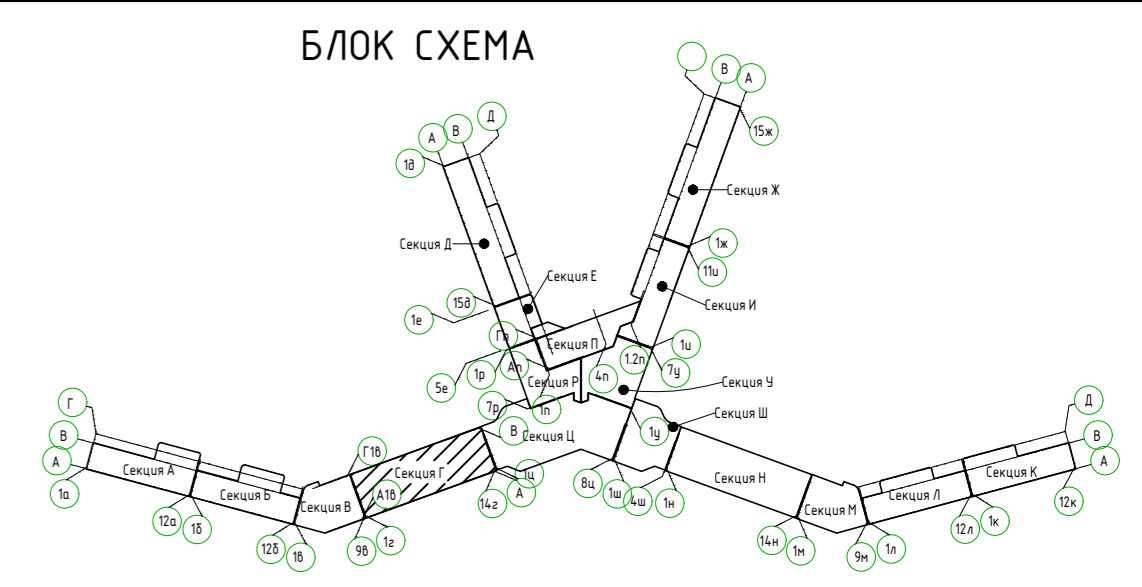 БЛОК СХЕМА
В
А
Д
В
А
15ж
1д
Секция Ж
Секция Д
1ж
11и
Секция Е
Секция И
15д
1е
Гп
Секция П
1и
1.2п
7у
Ап
1р
4п
5е
Секция Р
Секция У
7р
1п
Г
Д
Секция Ш
В
В
Секция Ц
1у
В
А
Г1в
А
Секция А
Секция Г
Секция К
1ц
8ц
1ш
Секция Н
1а
Секция Б
А1в
А
4ш
1н
Секция Л
12к
14г
Секция В
Секция М
12а
1б
12л
1к
1г
14н
12б
1в
9в
1м
9м
1л